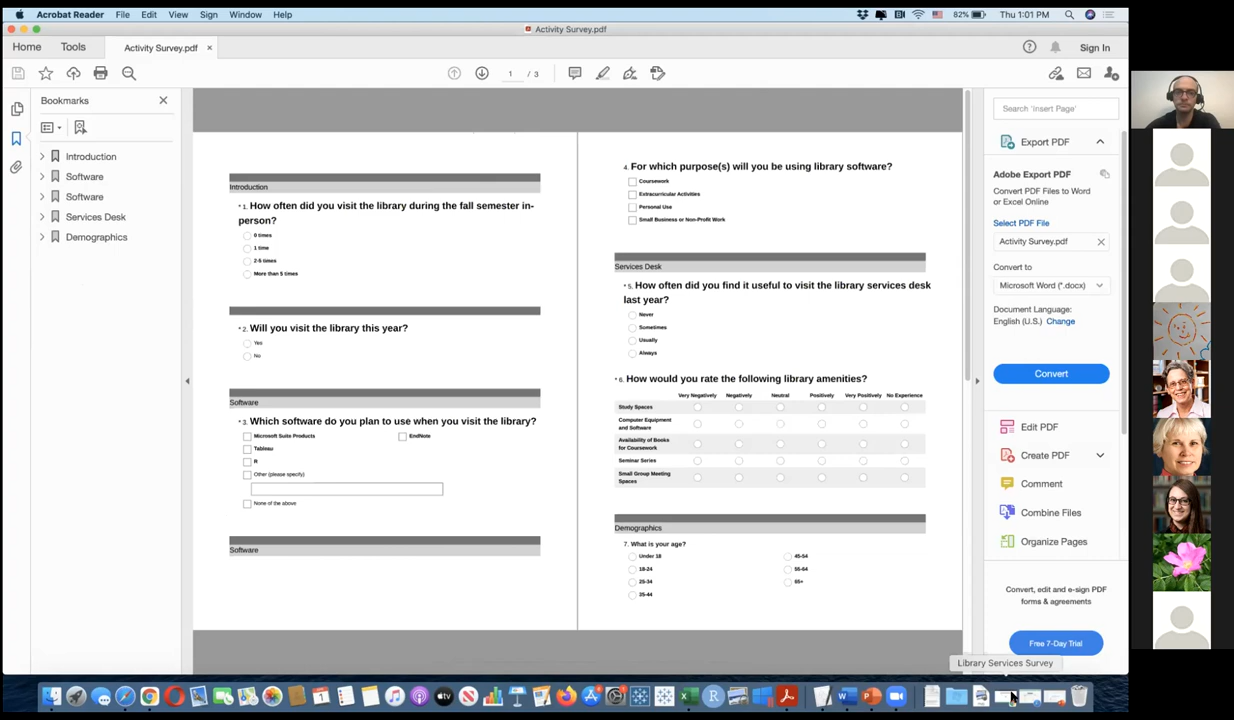 Acrobat Reader File Edit View Sign Window Help
82% Thu 1:01 PM
Activity Survey.pdf
Home Tools Activity Survey.pdf × Sign In
1 / 3
Bookmarks
Introduction
Software
Software
Services Desk
Demographics
Introduction
* 1. How often did you visit the library during the fall semester in-
person?
0 times
1 time
2-5 times
More than 5 times
* 2. Will you visit the library this year?
Yes
No
Software
* 3. Which software do you plan to use when you visit the library?
Microsoft Suite Products EndNote
Tableau
R
Other (please specify)
None of the above
Software
4. For which purpose(s) will you be using library software?
Coursework
Extracurricular Activities
Personal Use
Small Business or Non-Profit Work
Services Desk
* 5. How often did you find it useful to visit the library services desk
last year?
Never
Sometimes
Usually
Always
* 6. How would you rate the following library amenities?
Very Negatively Negatively Neutral Positively Very Positively No Experience
Study Spaces
Computer Equipment
and Software
Availability of Books
for Coursework
Seminar Series
Small Group Meeting
Spaces
Demographics
7. What is your age?
Under 18 45-54
18-24 55-64
25-34 65+
35-44
Search 'Insert Page'
Export PDF
Adobe Export PDF
Convert PDF Files to Word
or Excel Online
Select PDF File
Activity Survey.pdf
Convert to
Microsoft Word (*.docx)
Document Language:
English (U.S.) Change
Convert
Edit PDF
Create PDF
Comment
Combine Files
Organize Pages
Convert, edit and e-sign PDF
forms & agreements
Free 7-Day Trial
Library Services Survey